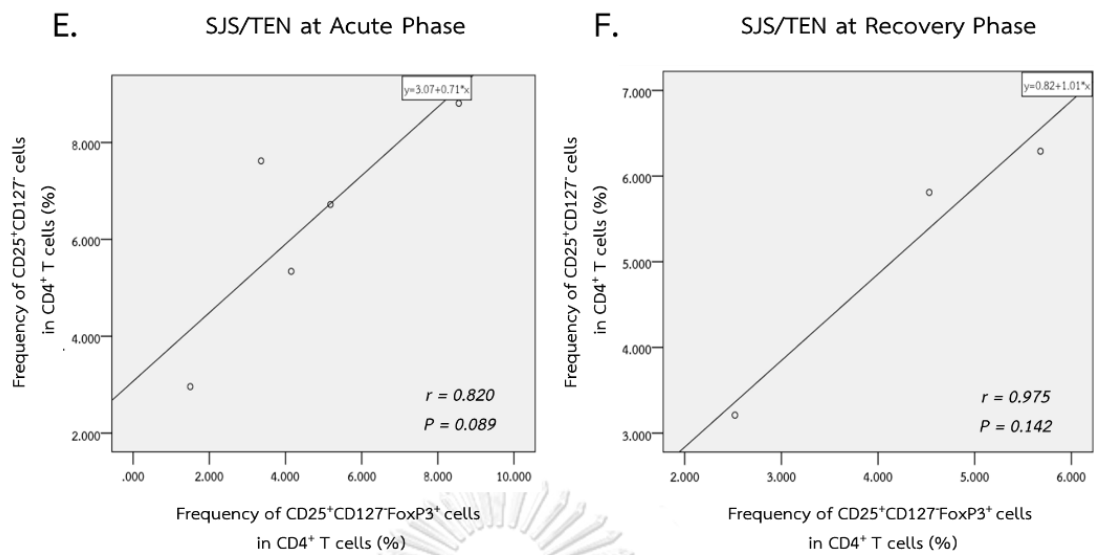 E.
SJS/TEN at Acute Phase
Frequency of CD25⁺CD127⁻ cells
in CD4⁺ T cells (%)
8.000
6.000
4.000
2.000
y=3.07+0.71*x
r = 0.820
P = 0.089
.000
2.000
4.000
6.000
8.000
10.000
Frequency of CD25⁺CD127⁻FoxP3⁺ cells
in CD4⁺ T cells (%)
F.
SJS/TEN at Recovery Phase
Frequency of CD25⁺CD127⁻ cells
in CD4⁺ T cells (%)
7.000
6.000
5.000
4.000
3.000
y=0.82+1.01*x
r = 0.975
P = 0.142
2.000
3.000
4.000
5.000
6.000
Frequency of CD25⁺CD127⁻FoxP3⁺ cells
in CD4⁺ T cells (%)